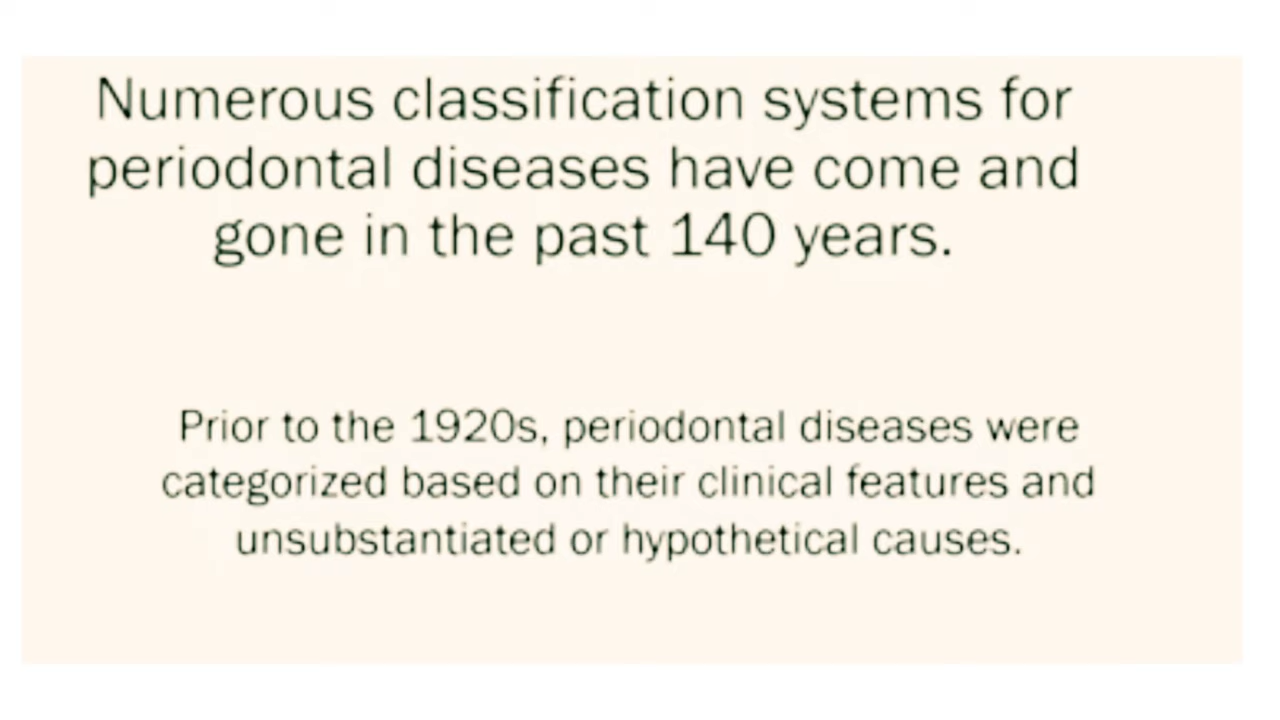 Numerous classification systems for
periodontal diseases have come and
gone in the past 140 years.
Prior to the 1920s, periodontal diseases were
categorized based on their clinical features and
unsubstantiated or hypothetical causes.